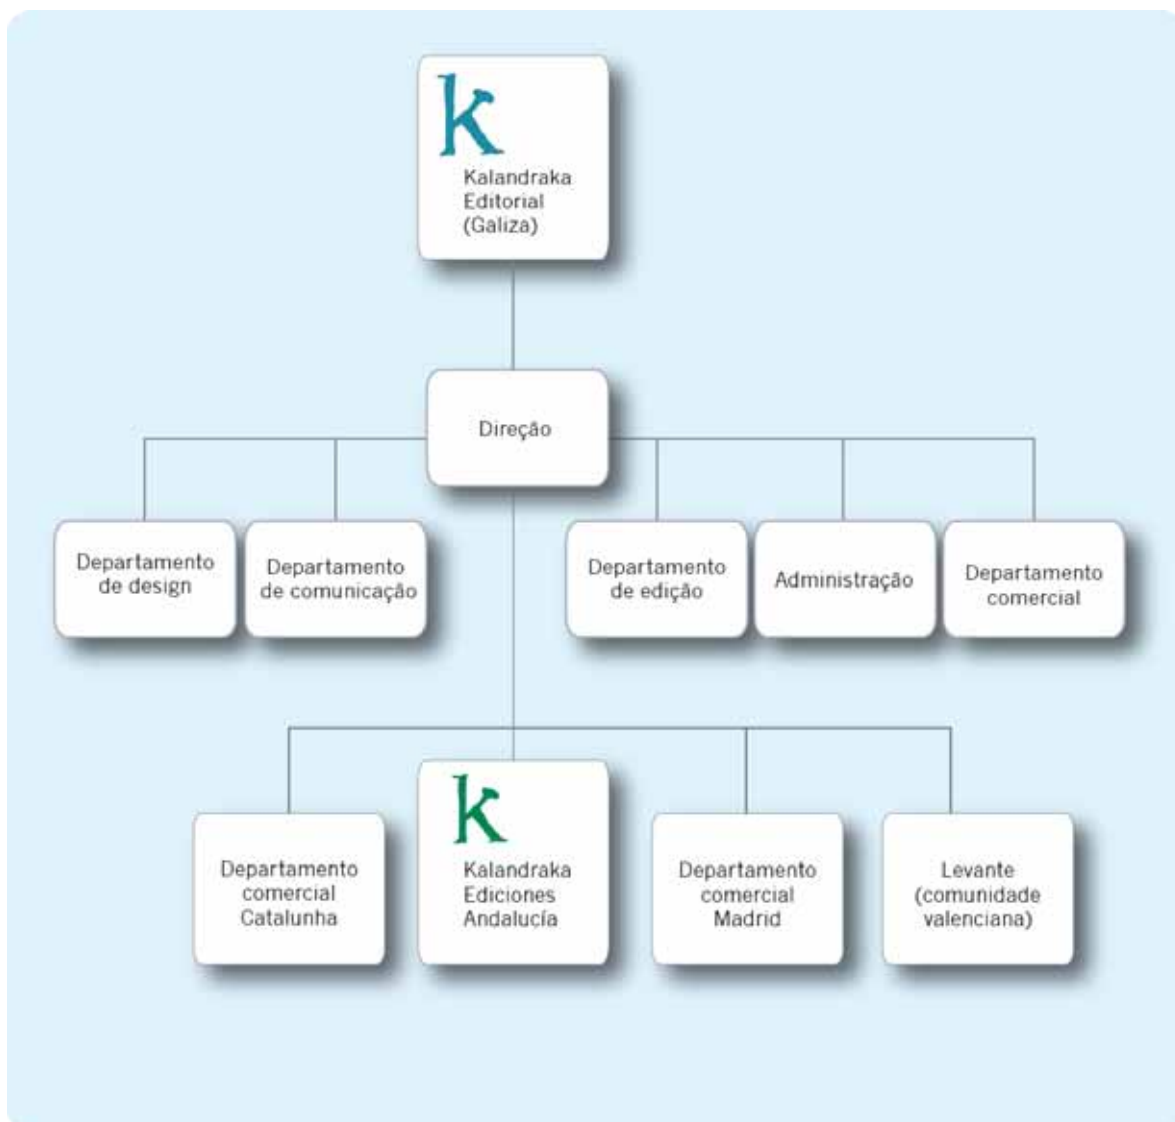 k
Kalandraka
Editorial
(Galiza)
Direção
Departamento
de design
Departamento
de comunicação
Departamento
de edição
Administração
Departamento
comercial
Departamento
comercial
Catalunha
k
Kalandraka
Ediciones
Andalucía
Departamento
comercial
Madrid
Levante
(comunidade
valenciana)